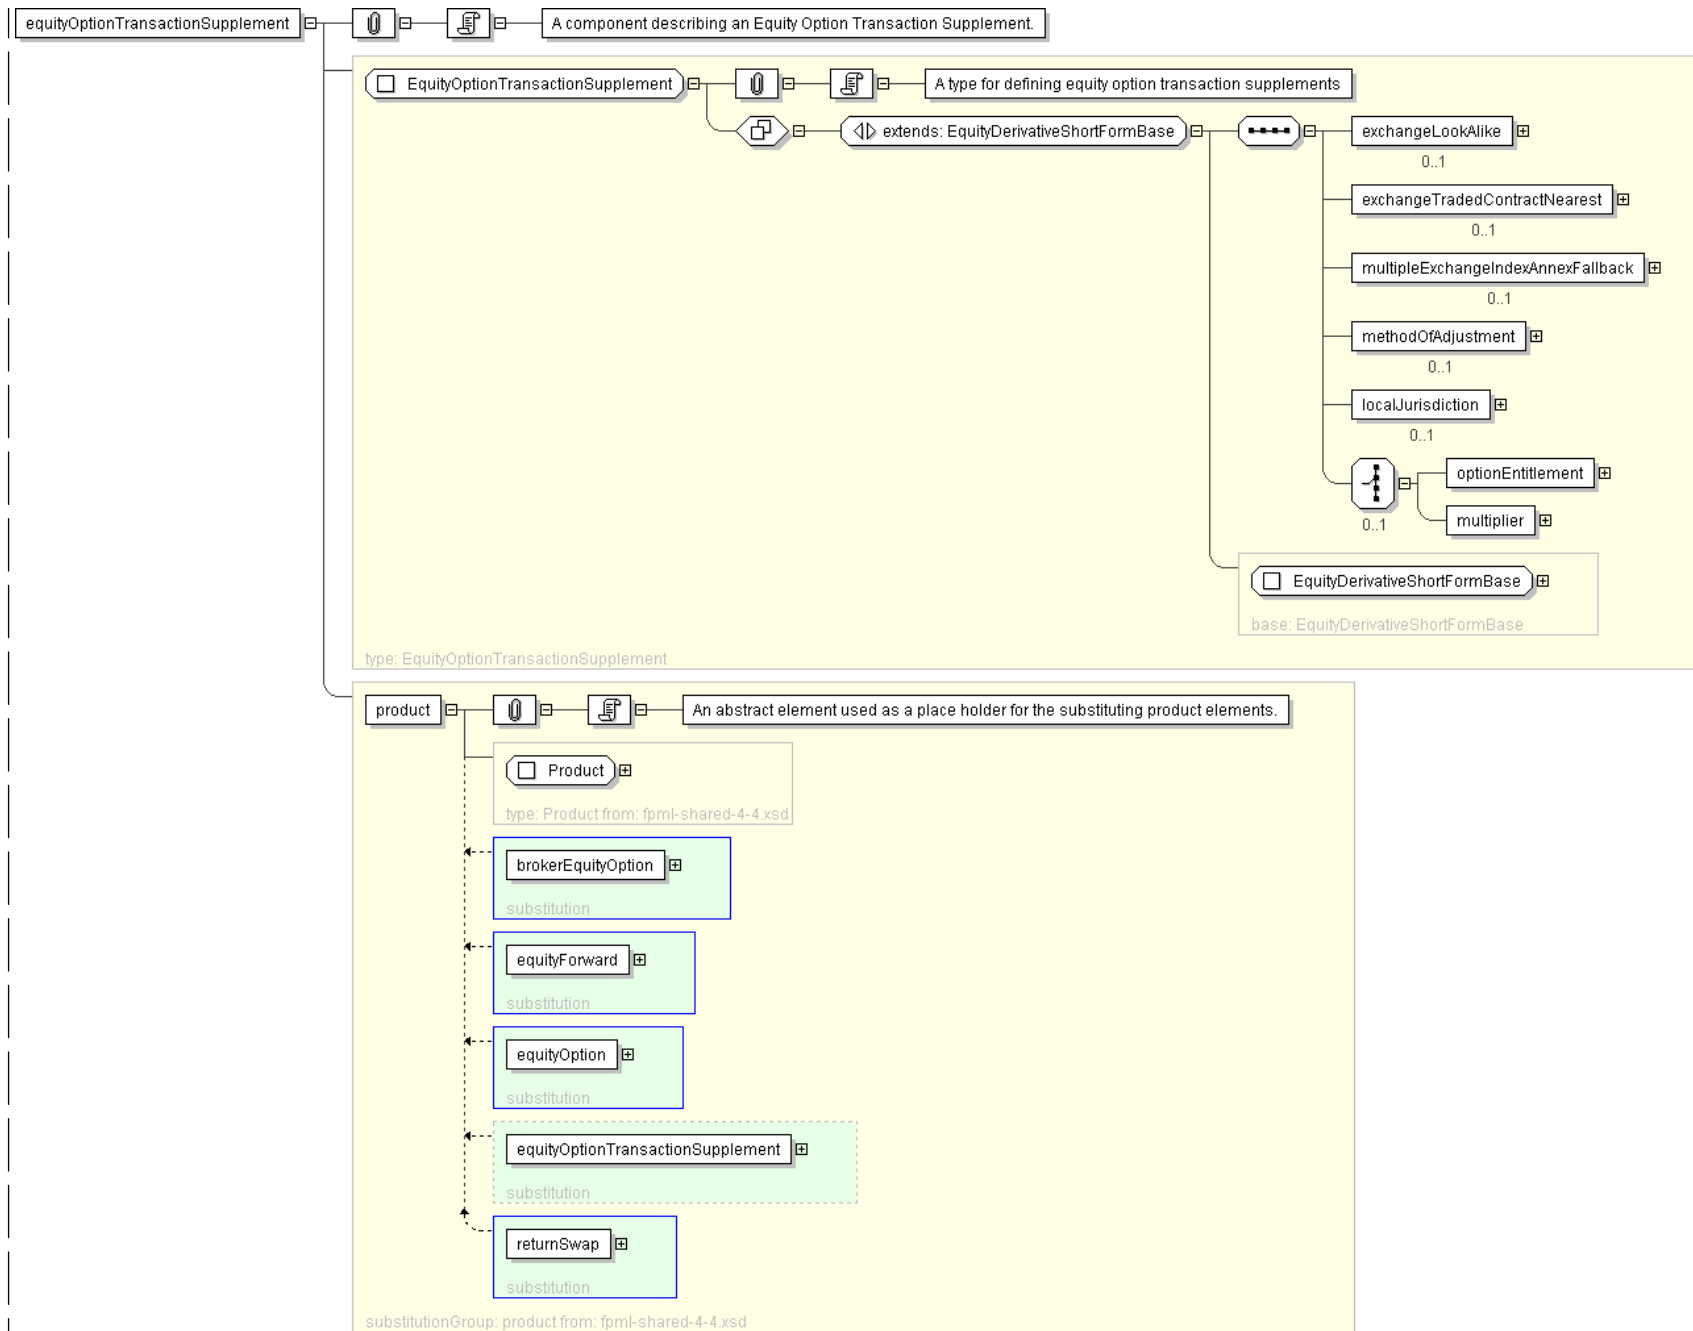 equityOptionTransactionSupplement
A component describing an Equity Option Transaction Supplement.
EquityOptionTransactionSupplement
A type for defining equity option transaction supplements
extends: EquityDerivativeShortFormBase
exchangeLookAlike
0..1
exchangeTradedContractNearest
0..1
multipleExchangeIndexAnnexFallback
0..1
methodOfAdjustment
0..1
localJurisdiction
0..1
optionEntitlement
multiplier
0..1
EquityDerivativeShortFormBase
base: EquityDerivativeShortFormBase
type: EquityOptionTransactionSupplement
product
An abstract element used as a place holder for the substituting product elements.
Product
type: Product from: fpml-shared-4-4.xsd
brokerEquityOption
substitution
equityForward
substitution
equityOption
substitution
equityOptionTransactionSupplement
substitution
returnSwap
substitution
substitutionGroup: product from: fpml-shared-4-4.xsd